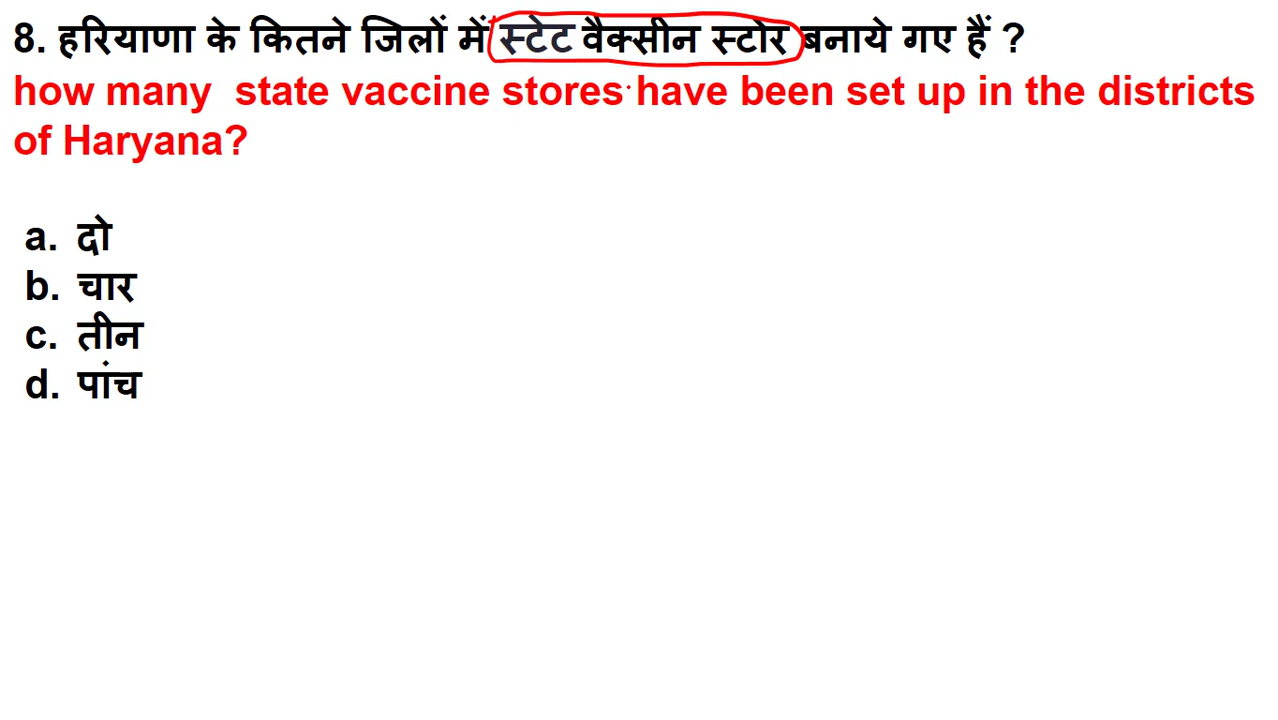 8. हरियाणा के कितने जिलों में स्टेट वैक्सीन स्टोर बनाये गए हैं ?
how many state vaccine stores have been set up in the districts
of Haryana?
a. दो
b. चार
c. तीन
d. पांच